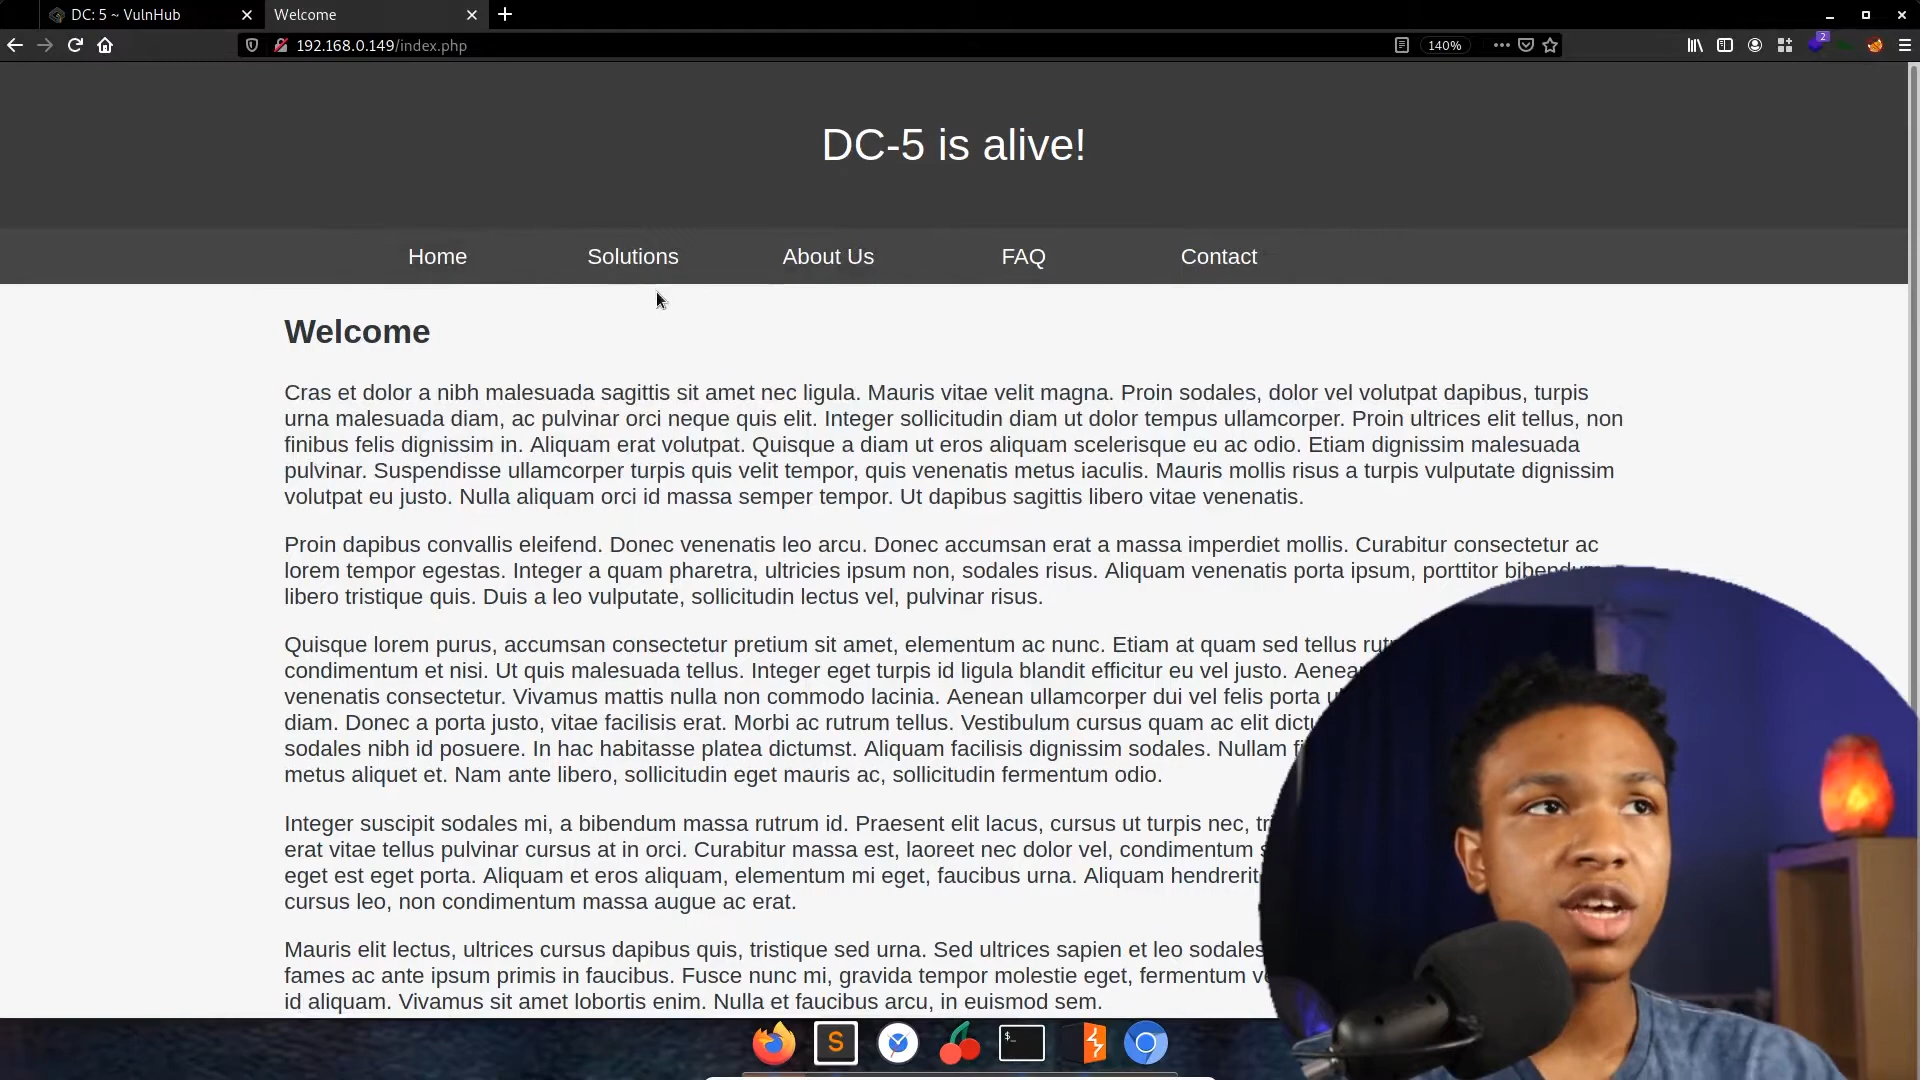 DC: 5 ~ VulnHub
Welcome
192.168.0.149/index.php
140%
2
DC-5 is alive!
Home
Solutions
About Us
FAQ
Contact
Welcome
Cras et dolor a nibh malesuada sagittis sit amet nec ligula. Mauris vitae velit magna. Proin sodales, dolor vel volutpat dapibus, turpis
urna malesuada diam, ac pulvinar orci neque quis elit. Integer sollicitudin diam ut dolor tempus ullamcorper. Proin ultrices elit tellus, non
finibus felis dignissim in. Aliquam erat volutpat. Quisque a diam ut eros aliquam scelerisque eu ac odio. Etiam dignissim malesuada
pulvinar. Suspendisse ullamcorper turpis quis velit tempor, quis venenatis metus iaculis. Mauris mollis risus a turpis vulputate dignissim
volutpat eu justo. Nulla aliquam orci id massa semper tempor. Ut dapibus sagittis libero vitae venenatis.
Proin dapibus convallis eleifend. Donec venenatis leo arcu. Donec accumsan erat a massa imperdiet mollis. Curabitur consectetur ac
lorem tempor egestas. Integer a quam pharetra, ultricies ipsum non, sodales risus. Aliquam venenatis porta ipsum, porttitor
libero tristique quis. Duis a leo vulputate, sollicitudin lectus vel, pulvinar risus.
Quisque lorem purus, accumsan consectetur pretium sit amet, elementum ac nunc. Etiam at quam sed tellus
condimentum et nisi. Ut quis malesuada tellus. Integer eget turpis id ligula blandit efficitur eu vel justo.
venenatis consectetur. Vivamus mattis nulla non commodo lacinia. Aenean ullamcorper dui vel felis porta
diam. Donec a porta justo, vitae facilisis erat. Morbi ac rutrum tellus. Vestibulum cursus quam ac elit
sodales nibh id posuere. In hac habitasse platea dictumst. Aliquam facilisis dignissim sodales. Nullam
metus aliquet et. Nam ante libero, sollicitudin eget mauris ac, sollicitudin fermentum odio.
Integer suscipit sodales mi, a bibendum massa rutrum id. Praesent elit lacus, cursus ut turpis nec,
erat vitae tellus pulvinar cursus at in orci. Curabitur massa est, laoreet nec dolor vel, condimentum
eget est eget porta. Aliquam et eros aliquam, elementum mi eget, faucibus urna. Aliquam
cursus leo, non condimentum massa augue ac erat.
Mauris elit lectus, ultrices cursus dapibus quis, tristique sed urna. Sed ultrices sapien et leo
fames ac ante ipsum primis in faucibus. Fusce nunc mi, gravida tempor molestie eget, fermentum
id aliquam. Vivamus sit amet lobortis enim. Nulla et faucibus arcu, in euismod sem.
S
$_